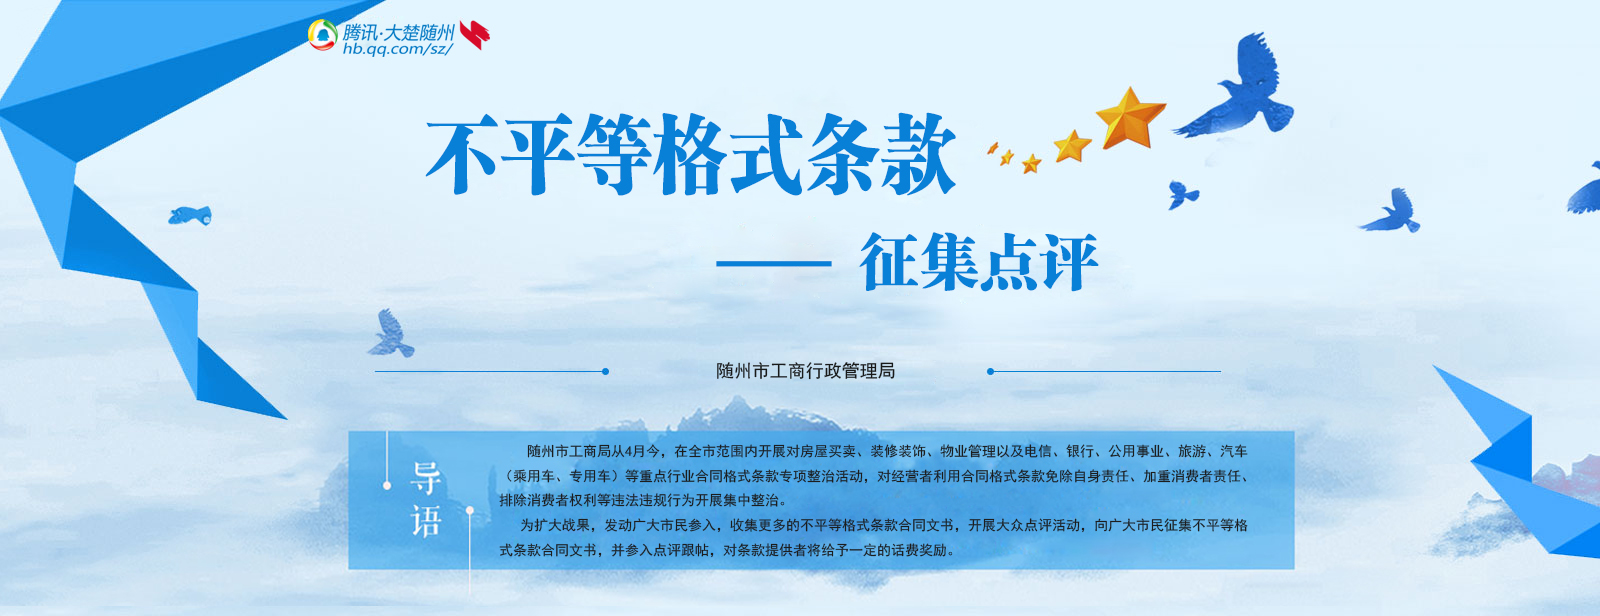 腾讯·大楚随州
hb.qq.com/sz/
不平等格式条款
—— 征集点评
随州市工商行政管理局
导语
随州市工商局从4月今，在全市范围内开展对房屋买卖、装修装饰、物业管理以及电信、银行、公用事业、旅游、汽车
（乘用车、专用车）等重点行业合同格式条款专项整治活动，对经营者利用合同格式条款免除自身责任、加重消费者责任、
排除消费者权利等违法违规行为开展集中整治。
为扩大战果，发动广大市民参入，收集更多的不平等格式条款合同文书，开展大众点评活动，向广大市民征集不平等格
式条款合同文书，并参入点评跟帖，对条款提供者将给予一定的话费奖励。